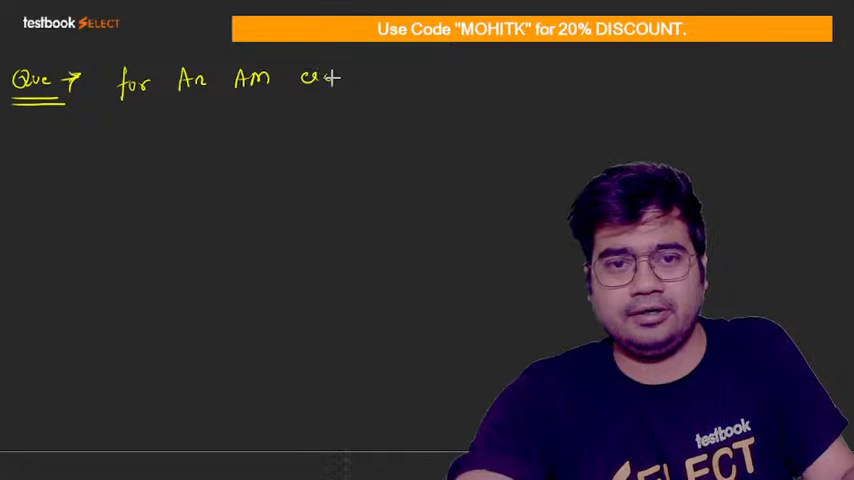 testbook SELECT
Use Code "MOHITK" for 20% DISCOUNT.
Que → for An AM
testbook
SELECT